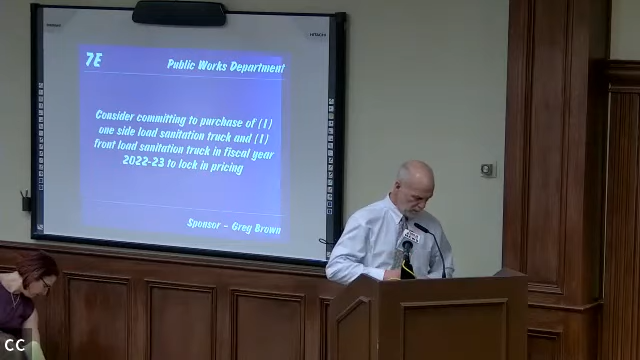 HITACHI
7E
Public Works Department
Consider committing to purchase of (1)
one side load sanitation truck and (1)
front load sanitation truck in fiscal year
2022-23 to lock in pricing
Sponsor - Greg Brown
CC